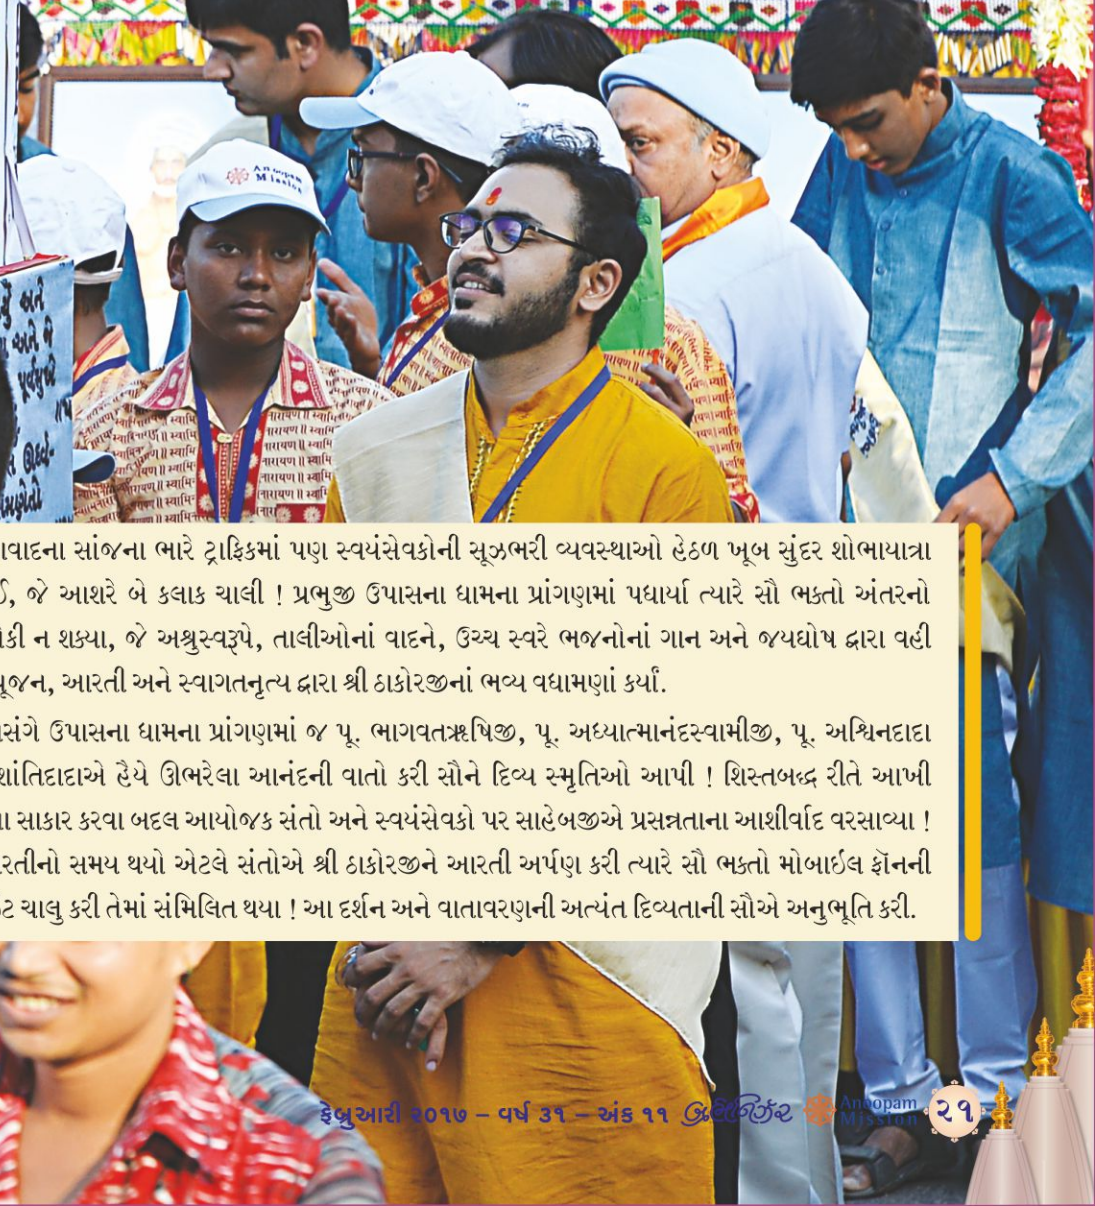 Anoopam
Mission
વાદના સાંજના ભારે ટ્રાફિકમાં પણ સ્વયંસેવકોની સૂઝભરી વ્યવસ્થાઓ હેઠળ ખૂબ સુંદર શોભાયાત્રા
જે આશરે બે કલાક ચાલી ! પ્રભુજી ઉપાસના ધામના પ્રાંગણમાં પધાર્યા ત્યારે સૌ ભક્તો અંતરનો
ન શક્યા, જે અશ્રુસ્વરૂપે, તાલીઓનાં વાદને, ઉચ્ચ સ્વરે ભજનોનાં ગાન અને જયઘોષ દ્વારા વહી
પૂજન, આરતી અને સ્વાગતનૃત્ય દ્વારા શ્રી ઠાકોરજીનાં ભવ્ય વધામણાં કર્યાં.
સંગે ઉપાસના ધામના પ્રાંગણમાં જ પૂ. ભાગવતઋષિજી, પૂ. અધ્યાત્માનંદસ્વામીજી, પૂ. અશ્વિનદાદા
શાંતિદાદાએ હૈયે ઊભરેલા આનંદની વાતો કરી સૌને દિવ્ય સ્મૃતિઓ આપી ! શિસ્તબદ્ધ રીતે આખી
સાકાર કરવા બદલ આયોજક સંતો અને સ્વયંસેવકો પર સાહેબજીએ પ્રસન્નતાના આશીર્વાદ વરસાવ્યા !
રતીનો સમય થયો એટલે સંતોએ શ્રી ઠાકોરજીને આરતી અર્પણ કરી ત્યારે સૌ ભક્તો મોબાઈલ ફૉનની
ચાલુ કરી તેમાં સંમિલિત થયા ! આ દર્શન અને વાતાવરણની અત્યંત દિવ્યતાની સૌએ અનુભૂતિ કરી.
ફેબ્રુઆરી ૨૦૧૭ – વર્ષ ૩૧ – અંક ૧૧ બ્રહ્મનિર્ઝર Anoopam Mission ૨૧